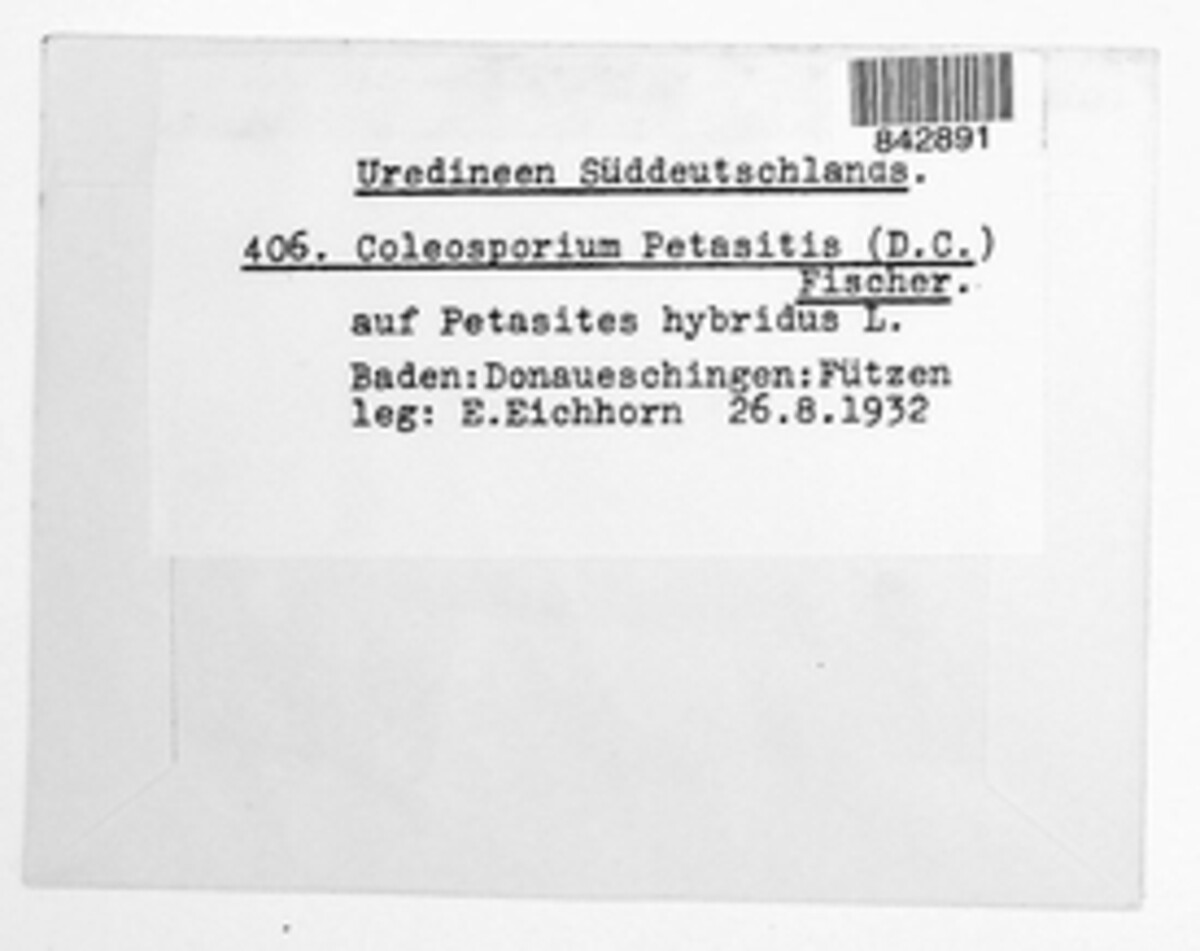 842891
Uredineen Süddeutschlands.
406. Coleosporium Petasitis (D.C.)
Fischer.
auf Petasites hybridus L.
Baden:Donaueschingen:Fützen
leg: E.Eichhorn 26.8.1932